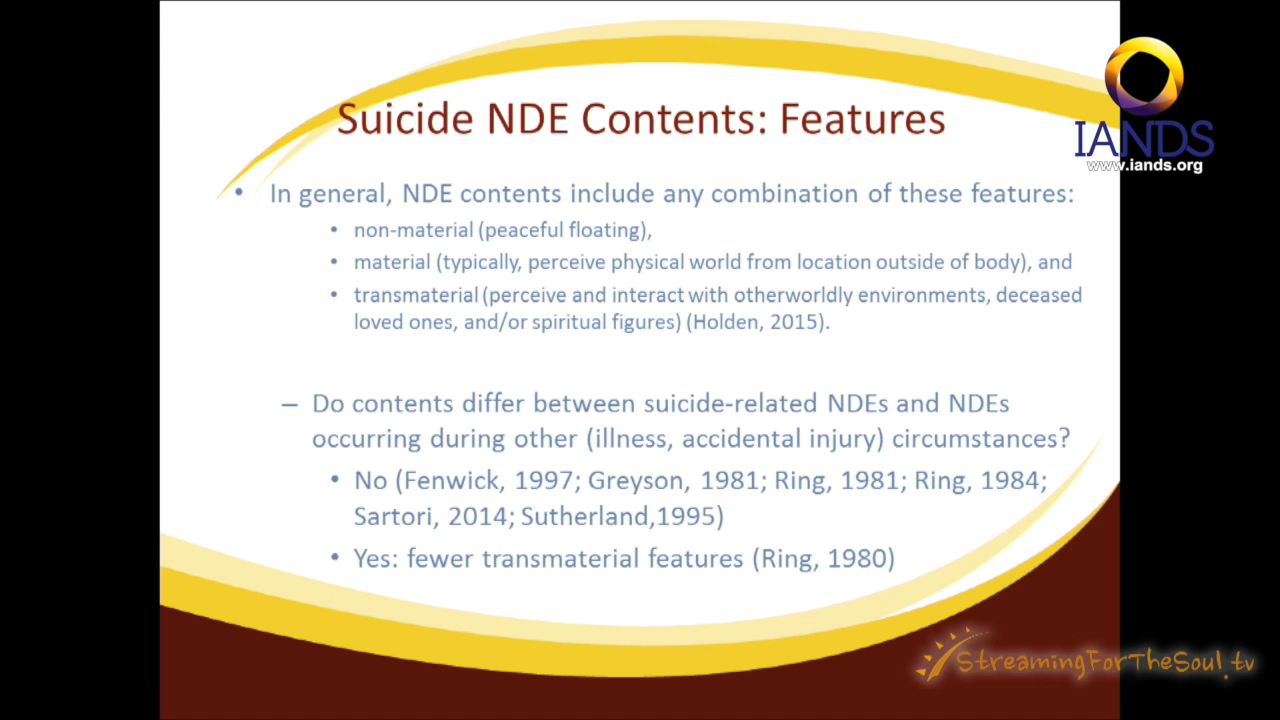 Suicide NDE Contents: Features
IANDS
www.iands.org
• In general, NDE contents include any combination of these features:
• non-material (peaceful floating),
• material (typically, perceive physical world from location outside of body), and
• transmaterial (perceive and interact with otherworldly environments, deceased
loved ones, and/or spiritual figures) (Holden, 2015).
– Do contents differ between suicide-related NDEs and NDEs
occurring during other (illness, accidental injury) circumstances?
• No (Fenwick, 1997; Greyson, 1981; Ring, 1981; Ring, 1984;
Sartori, 2014; Sutherland,1995)
• Yes: fewer transmaterial features (Ring, 1980)
StreamingForTheSoul.tv